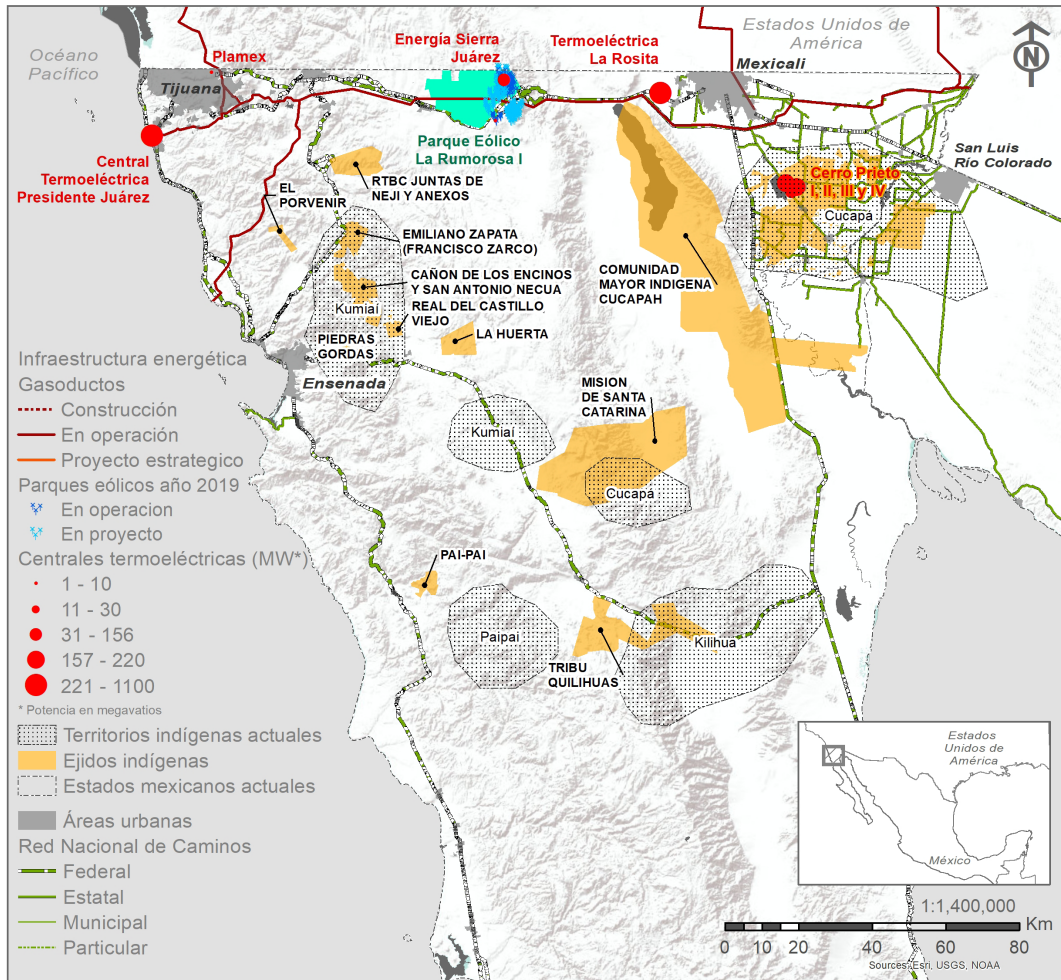 Océano
Pacífico
Plamex
Tijuana
Energía Sierra
Juárez
Termoeléctrica
La Rosita
Estados Unidos de
América
Mexicali
N
Parque Eólico
La Rumorosa I
San Luis
Río Colorado
Central
Termoeléctrica
Presidente Juárez
Cerro Prieto
I, II, III y IV
Cucapá
RTBC JUNTAS DE
NEJI Y ANEXOS
EL
PORVENIR
EMILIANO ZAPATA
(FRANCISCO ZARCO)
CAÑON DE LOS ENCINOS
Y SAN ANTONIO NECUA
Kumiaí
REAL DEL CASTILLO
VIEJO
PIEDRAS
GORDAS
LA HUERTA
COMUNIDAD
MAYOR INDIGENA
CUCAPAH
Ensenada
MISION
DE SANTA
CATARINA
Kumiaí
Cucapá
PAI-PAI
Paipai
TRIBU
QUILIHUAS
Kilihua
Infraestructura energética
Gasoductos
Construcción
En operación
Proyecto estrategico
Parques eólicos año 2019
En operacion
En proyecto
Centrales termoeléctricas (MW*)
1 - 10
11 - 30
31 - 156
157 - 220
221 - 1100
* Potencia en megavatios
Territorios indígenas actuales
Ejidos indígenas
Estados mexicanos actuales
Áreas urbanas
Red Nacional de Caminos
Federal
Estatal
Municipal
Particular
Estados
Unidos de
América
México
1:1,400,000
Km
0 10 20 40 60 80
Sources: Esri, USGS, NOAA